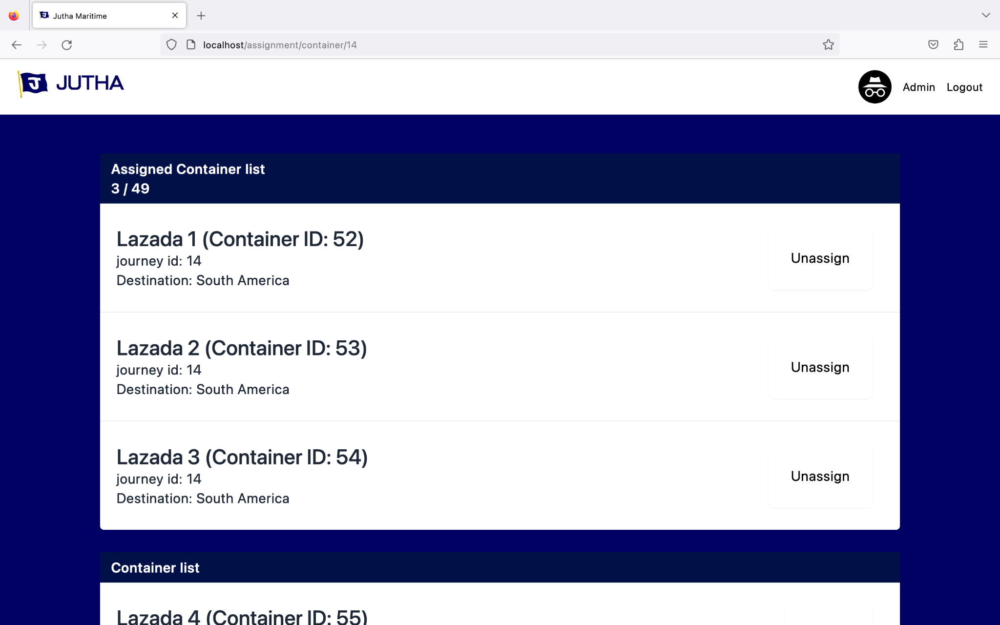 Jutha Maritime
localhost/assignment/container/14
J JUTHA
Admin Logout
Assigned Container list
3 / 49
Lazada 1 (Container ID: 52)
journey id: 14
Destination: South America
Unassign
Lazada 2 (Container ID: 53)
journey id: 14
Destination: South America
Unassign
Lazada 3 (Container ID: 54)
journey id: 14
Destination: South America
Unassign
Container list
Lazada 4 (Container ID: 55)